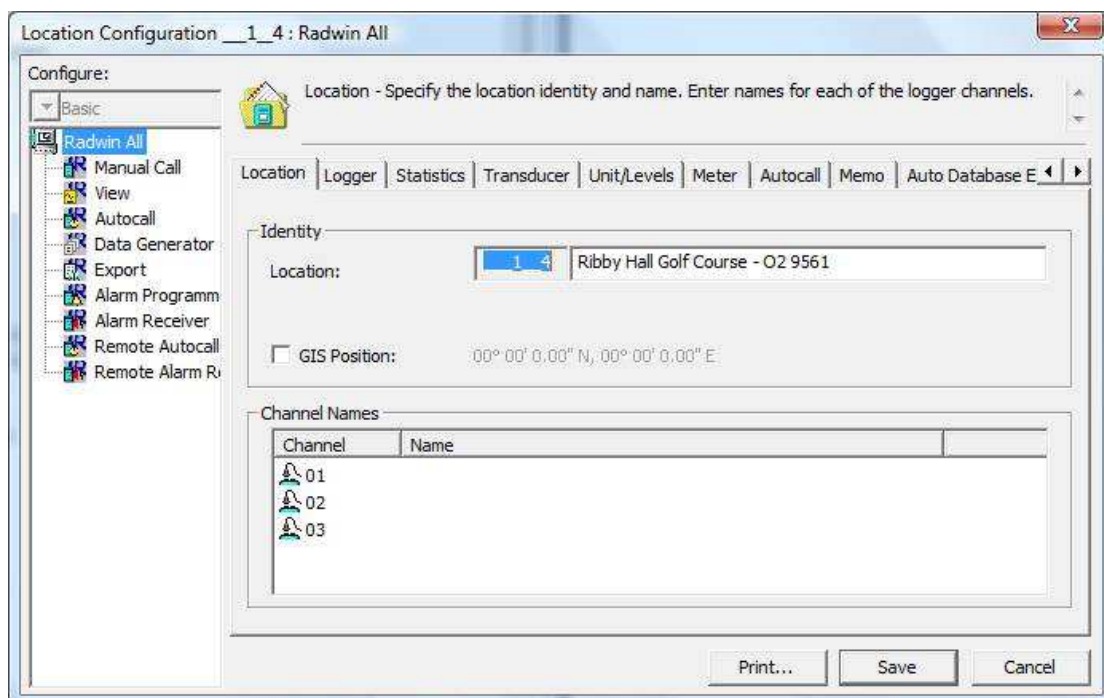 Location Configuration __1_4 : Radwin All
X
Configure:
Basic
Radwin All
Manual Call
View
Autocall
Data Generator
Export
Alarm Programm
Alarm Receiver
Remote Autocall
Remote Alarm R
Location - Specify the location identity and name. Enter names for each of the logger channels.
Location Logger Statistics Transducer Unit/Levels Meter Autocall Memo Auto Database E
Identity
Location: __1_4 Ribby Hall Golf Course - O2 9561
GIS Position: 00° 00' 0.00" N, 00° 00' 0.00" E
Channel Names
Channel Name
01
02
03
Print... Save Cancel